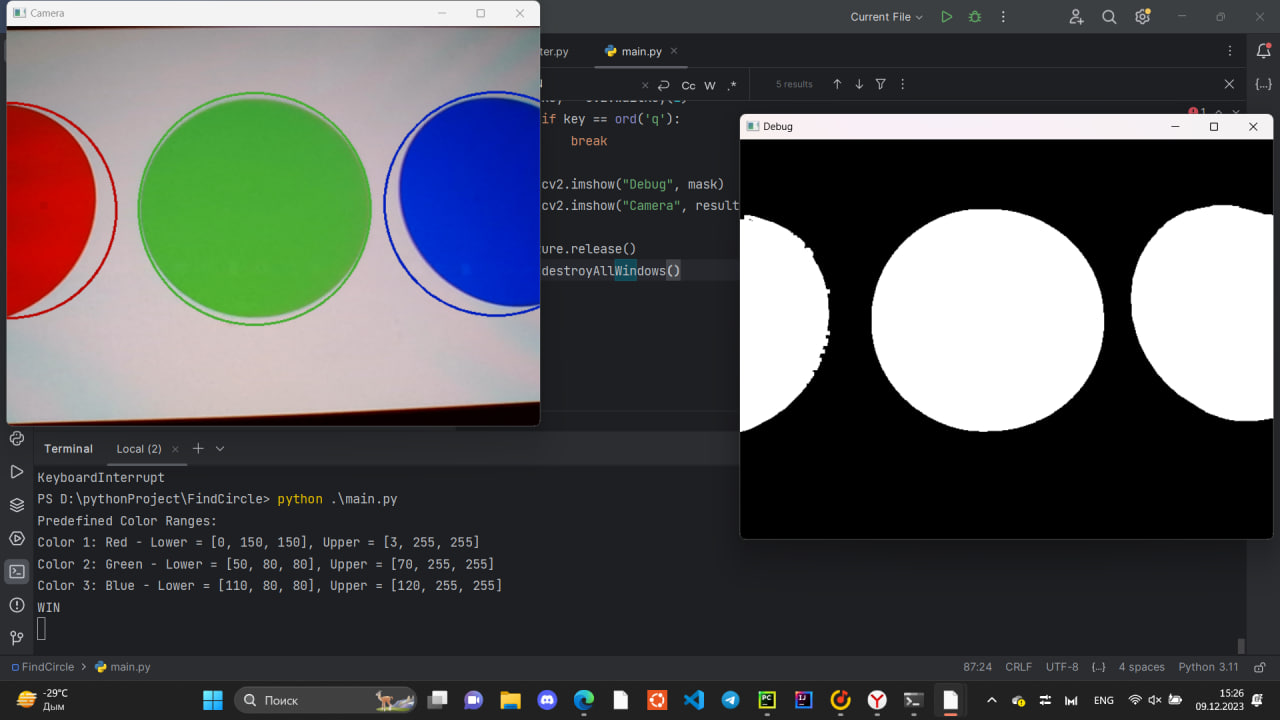 Camera
Current File
ter.py
main.py
Cc W .*
5 results
if key == ord('q'):
break
cv2.imshow("Debug", mask)
cv2.imshow("Camera", result
ure.release()
destroyAllWindows()
Debug
Terminal
Local (2)
KeyboardInterrupt
PS D:\pythonProject\FindCircle> python .\main.py
Predefined Color Ranges:
Color 1: Red - Lower = [0, 150, 150], Upper = [3, 255, 255]
Color 2: Green - Lower = [50, 80, 80], Upper = [70, 255, 255]
Color 3: Blue - Lower = [110, 80, 80], Upper = [120, 255, 255]
WIN
FindCircle > main.py
87:24 CRLF UTF-8 {..} 4 spaces Python 3.11
-29°C
Дым
Поиск
ENG
15:26
09.12.2023